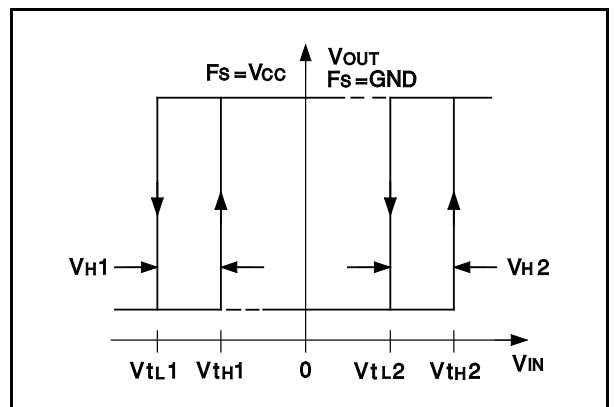 VOUT
FS=VCC
FS=GND
VH1
VH2
VtL1 VtH1 0 VtL2 VtH2
VIN